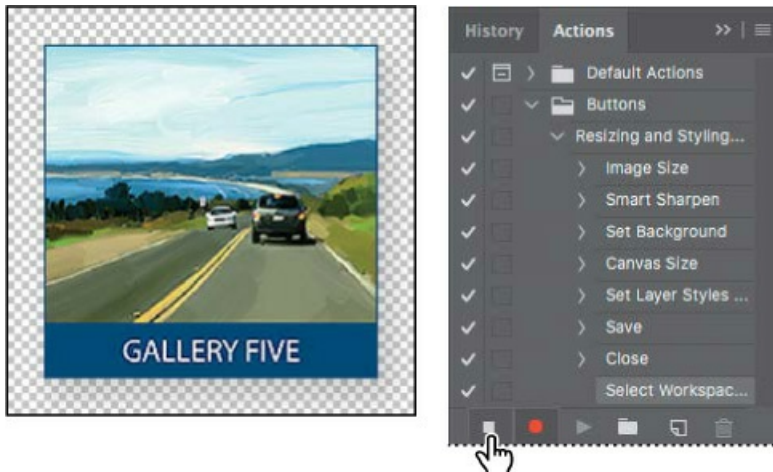 GALLERY FIVE
History Actions
Default Actions
Buttons
Resizing and Styling...
Image Size
Smart Sharpen
Set Background
Canvas Size
Set Layer Styles ...
Save
Close
Select Workspac...